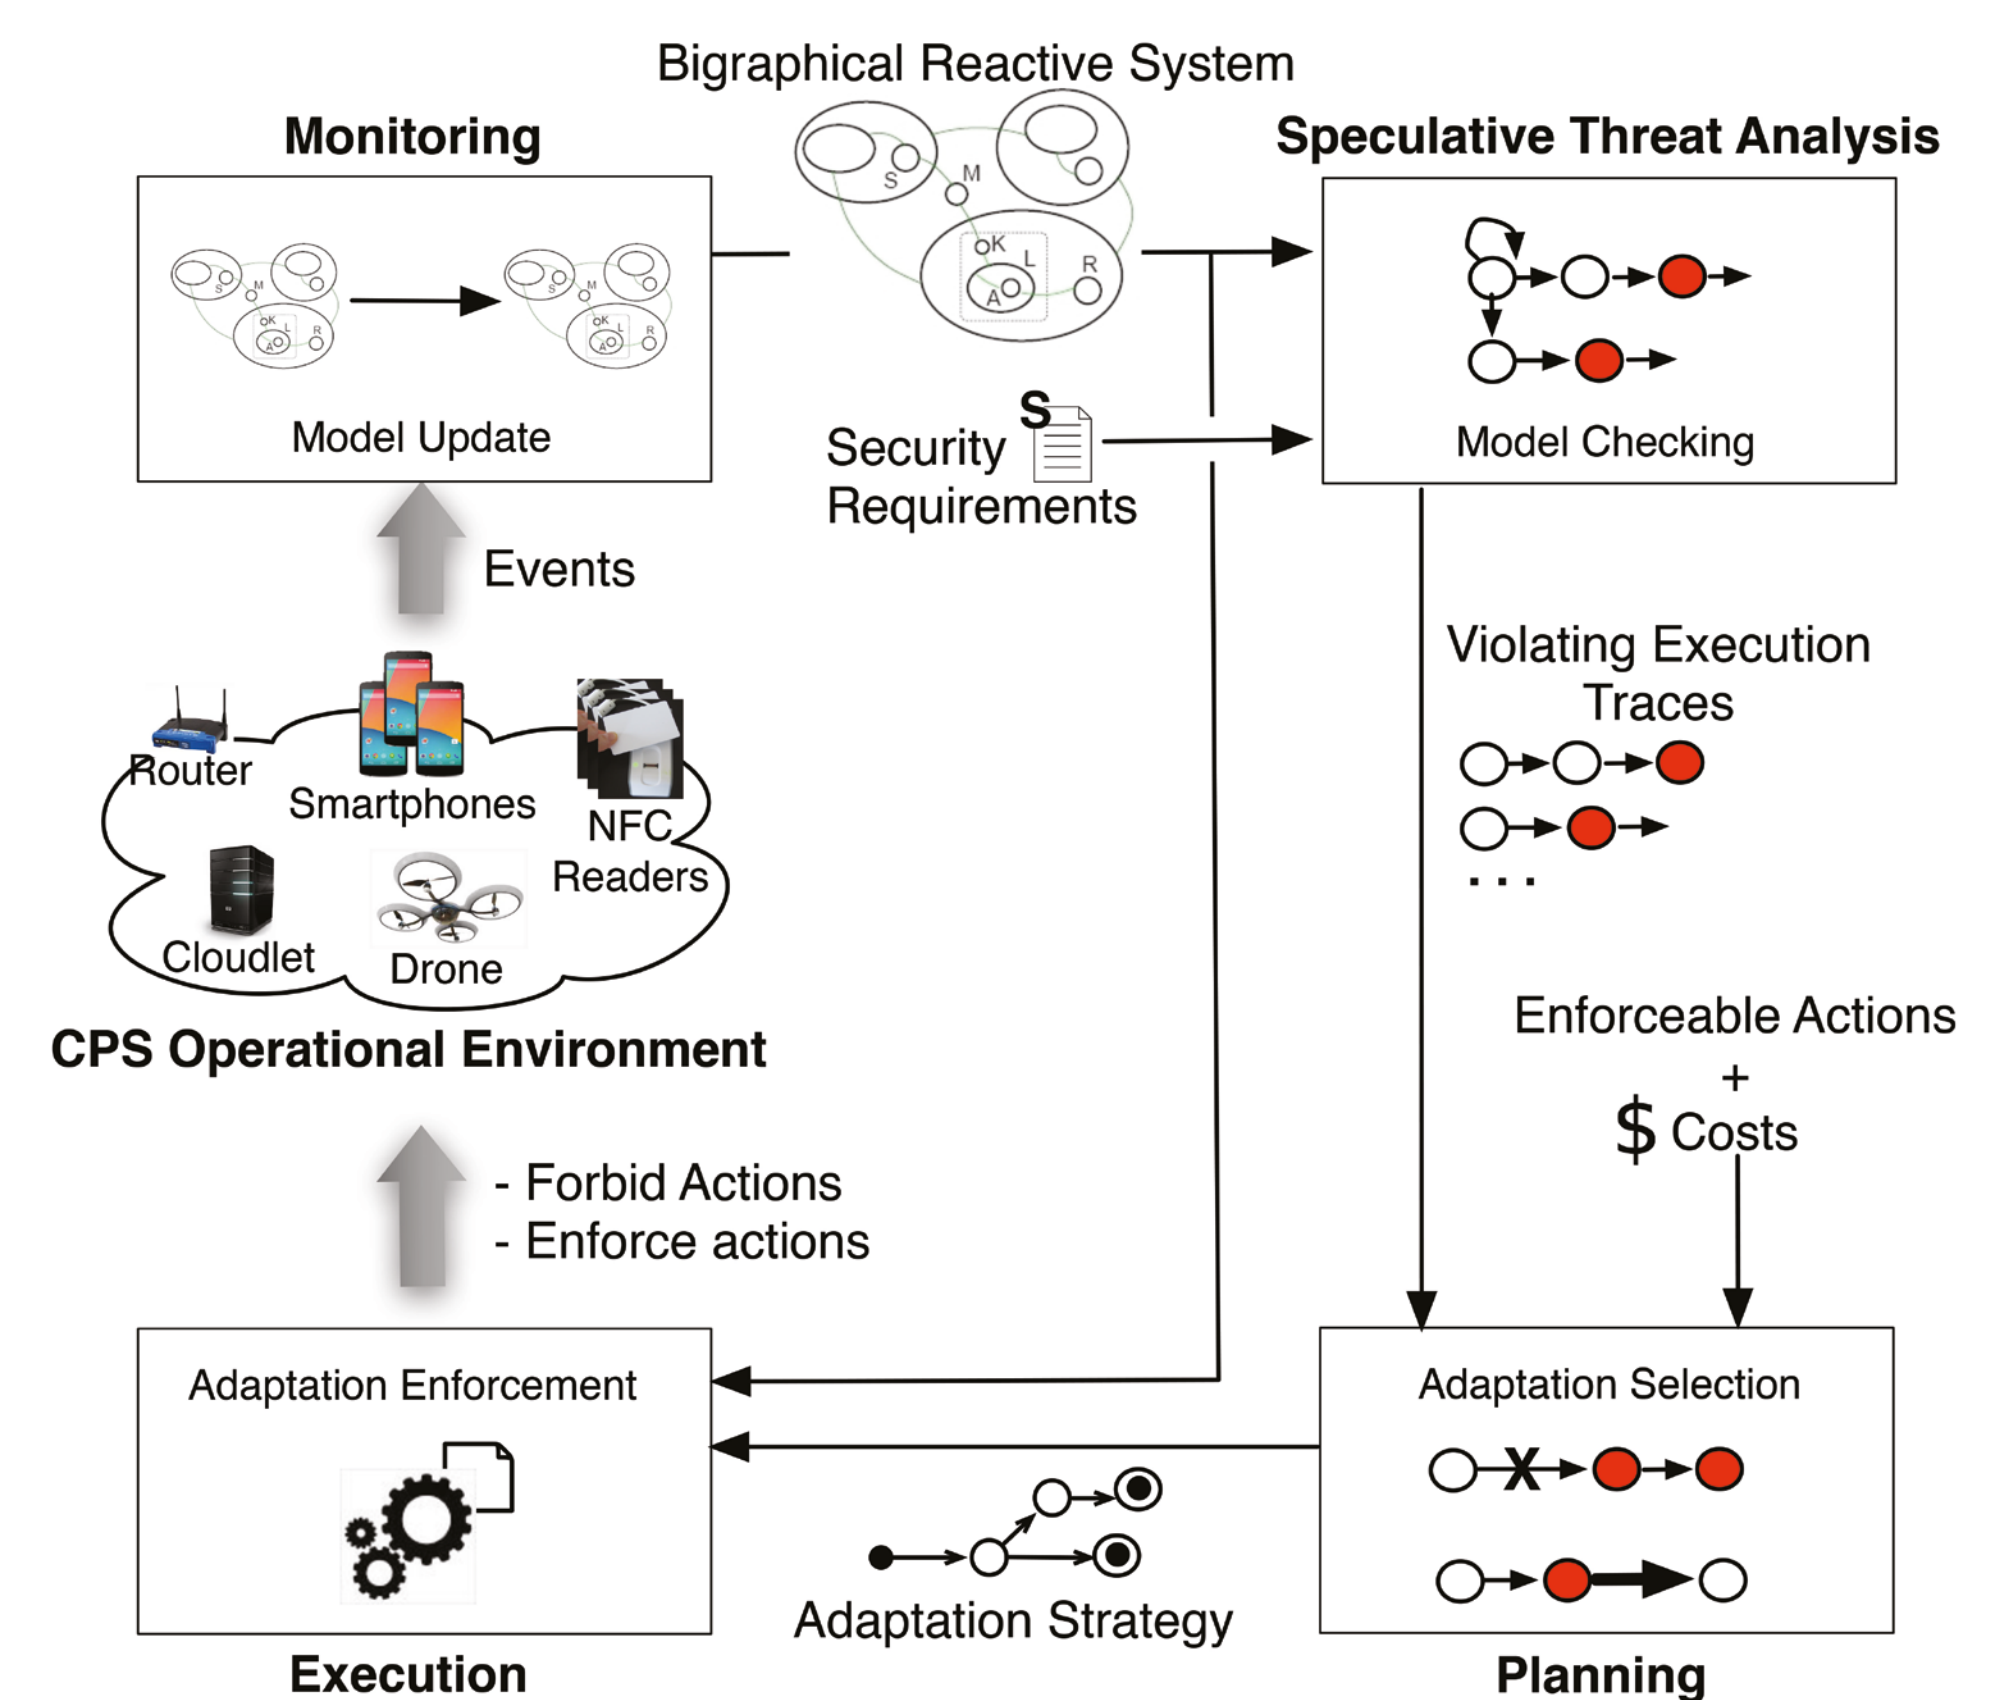 Bigraphical Reactive System
Monitoring
Speculative Threat Analysis
S
M
K
L
A
R
S
M
K
L
A
R
S
M
K
L
A
R
Model Update
Model Checking
S
Security
Requirements
Events
Violating Execution
Traces
. . .
Router
Smartphones
NFC
Readers
Cloudlet
Drone
CPS Operational Environment
Enforceable Actions
+
$ Costs
- Forbid Actions
- Enforce actions
Adaptation Enforcement
Adaptation Selection
X
Adaptation Strategy
Execution
Planning